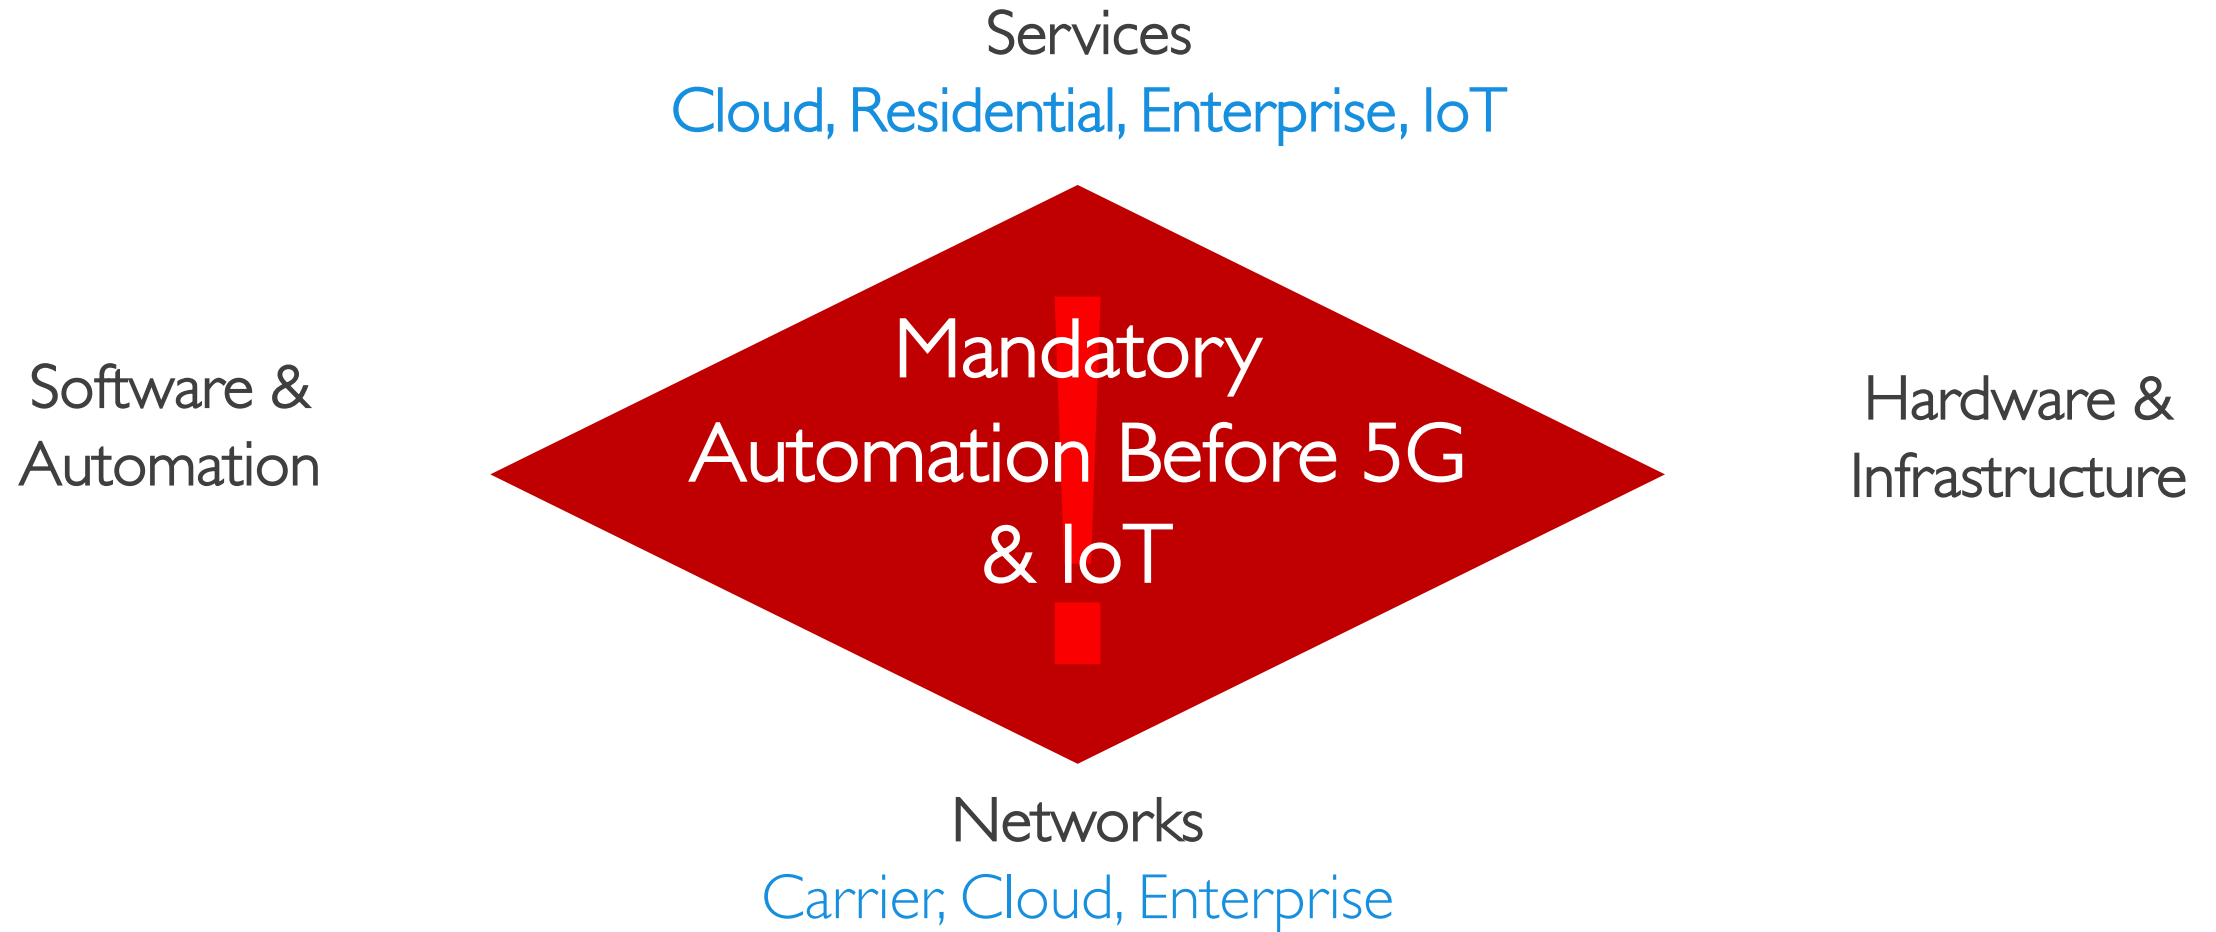 Services
Cloud, Residential, Enterprise, IoT
Mandatory
Automation Before 5G
& IoT
!
Software &
Automation
Hardware &
Infrastructure
Networks
Carrier, Cloud, Enterprise